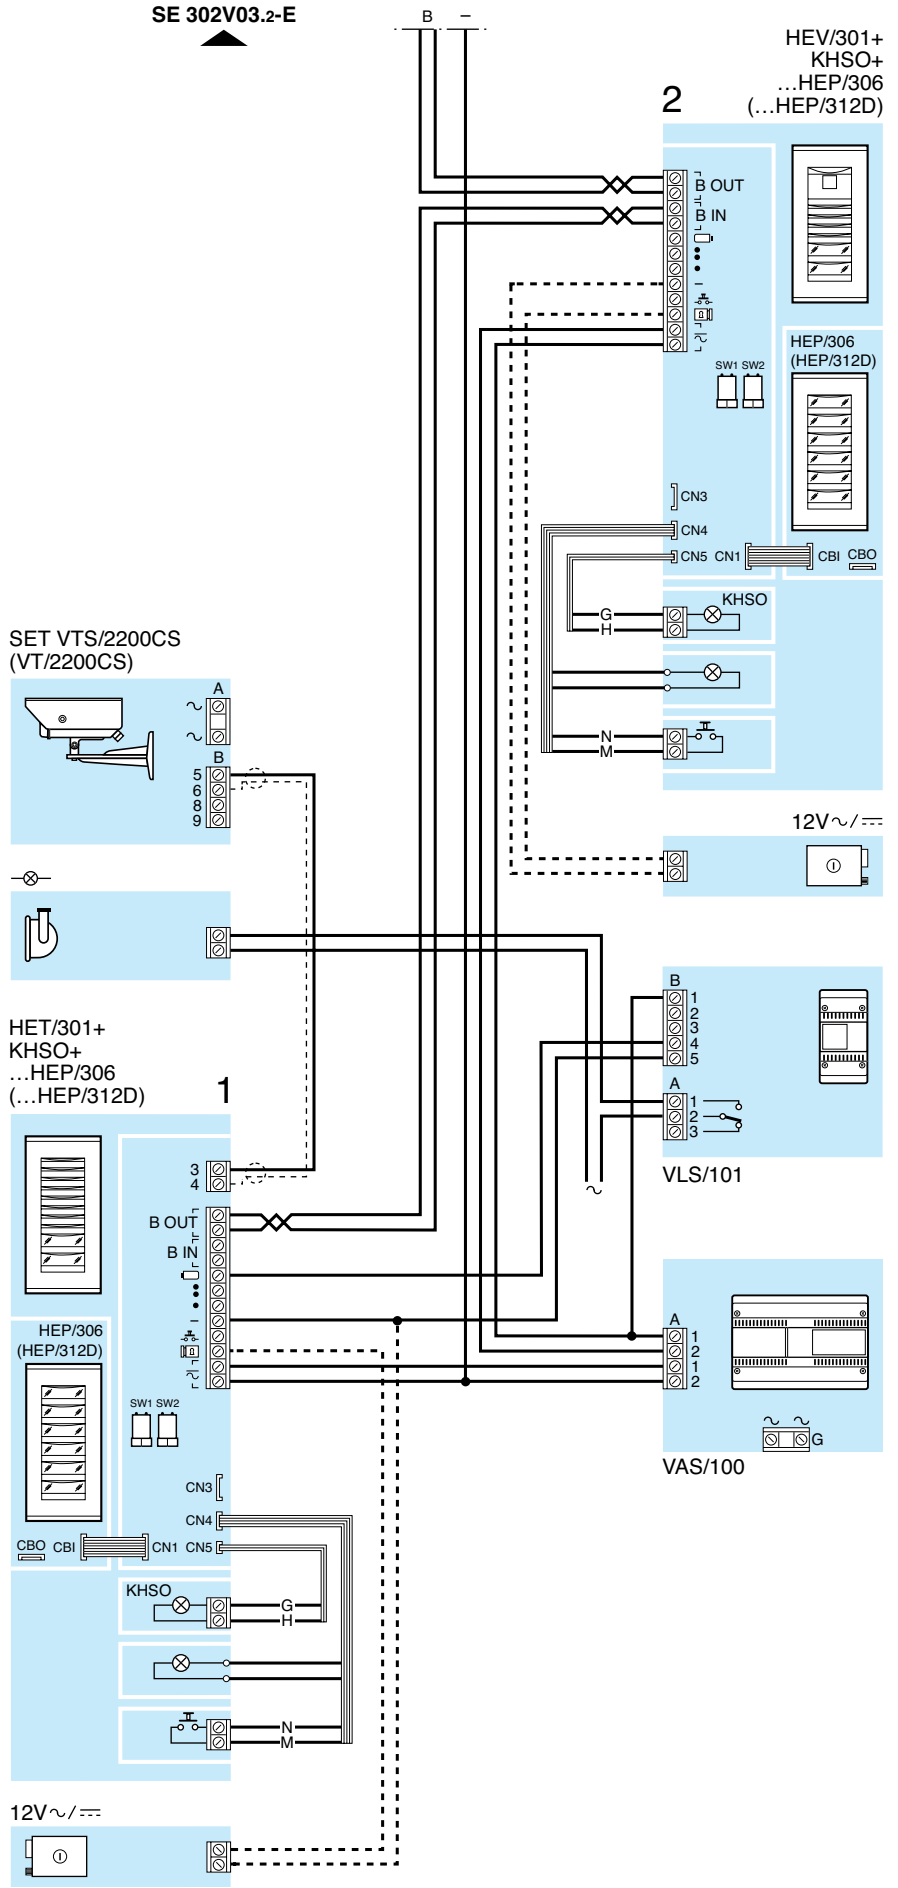 SE 302V03.2-E
B –
HEV/301+
KHSO+
…HEP/306
(…HEP/312D)
2
B OUT
B IN
–
HEP/306
(HEP/312D)
SW1 SW2
CN3
CN4
CN5 CN1 CBI CBO
KHSO
G
H
N
M
12V~/⎓
SET VTS/2200CS
(VT/2200CS)
A
~
~
B
5
6
8
9
HET/301+
KHSO+
…HEP/306
(…HEP/312D)
1
3
4
B OUT
B IN
–
HEP/306
(HEP/312D)
SW1 SW2
CN3
CN4
CBO CBI CN1 CN5
KHSO
G
H
N
M
12V~/⎓
B
1
2
3
4
5
A
1
2
3
~
VLS/101
A
1
2
1
2
~ ~
G
VAS/100